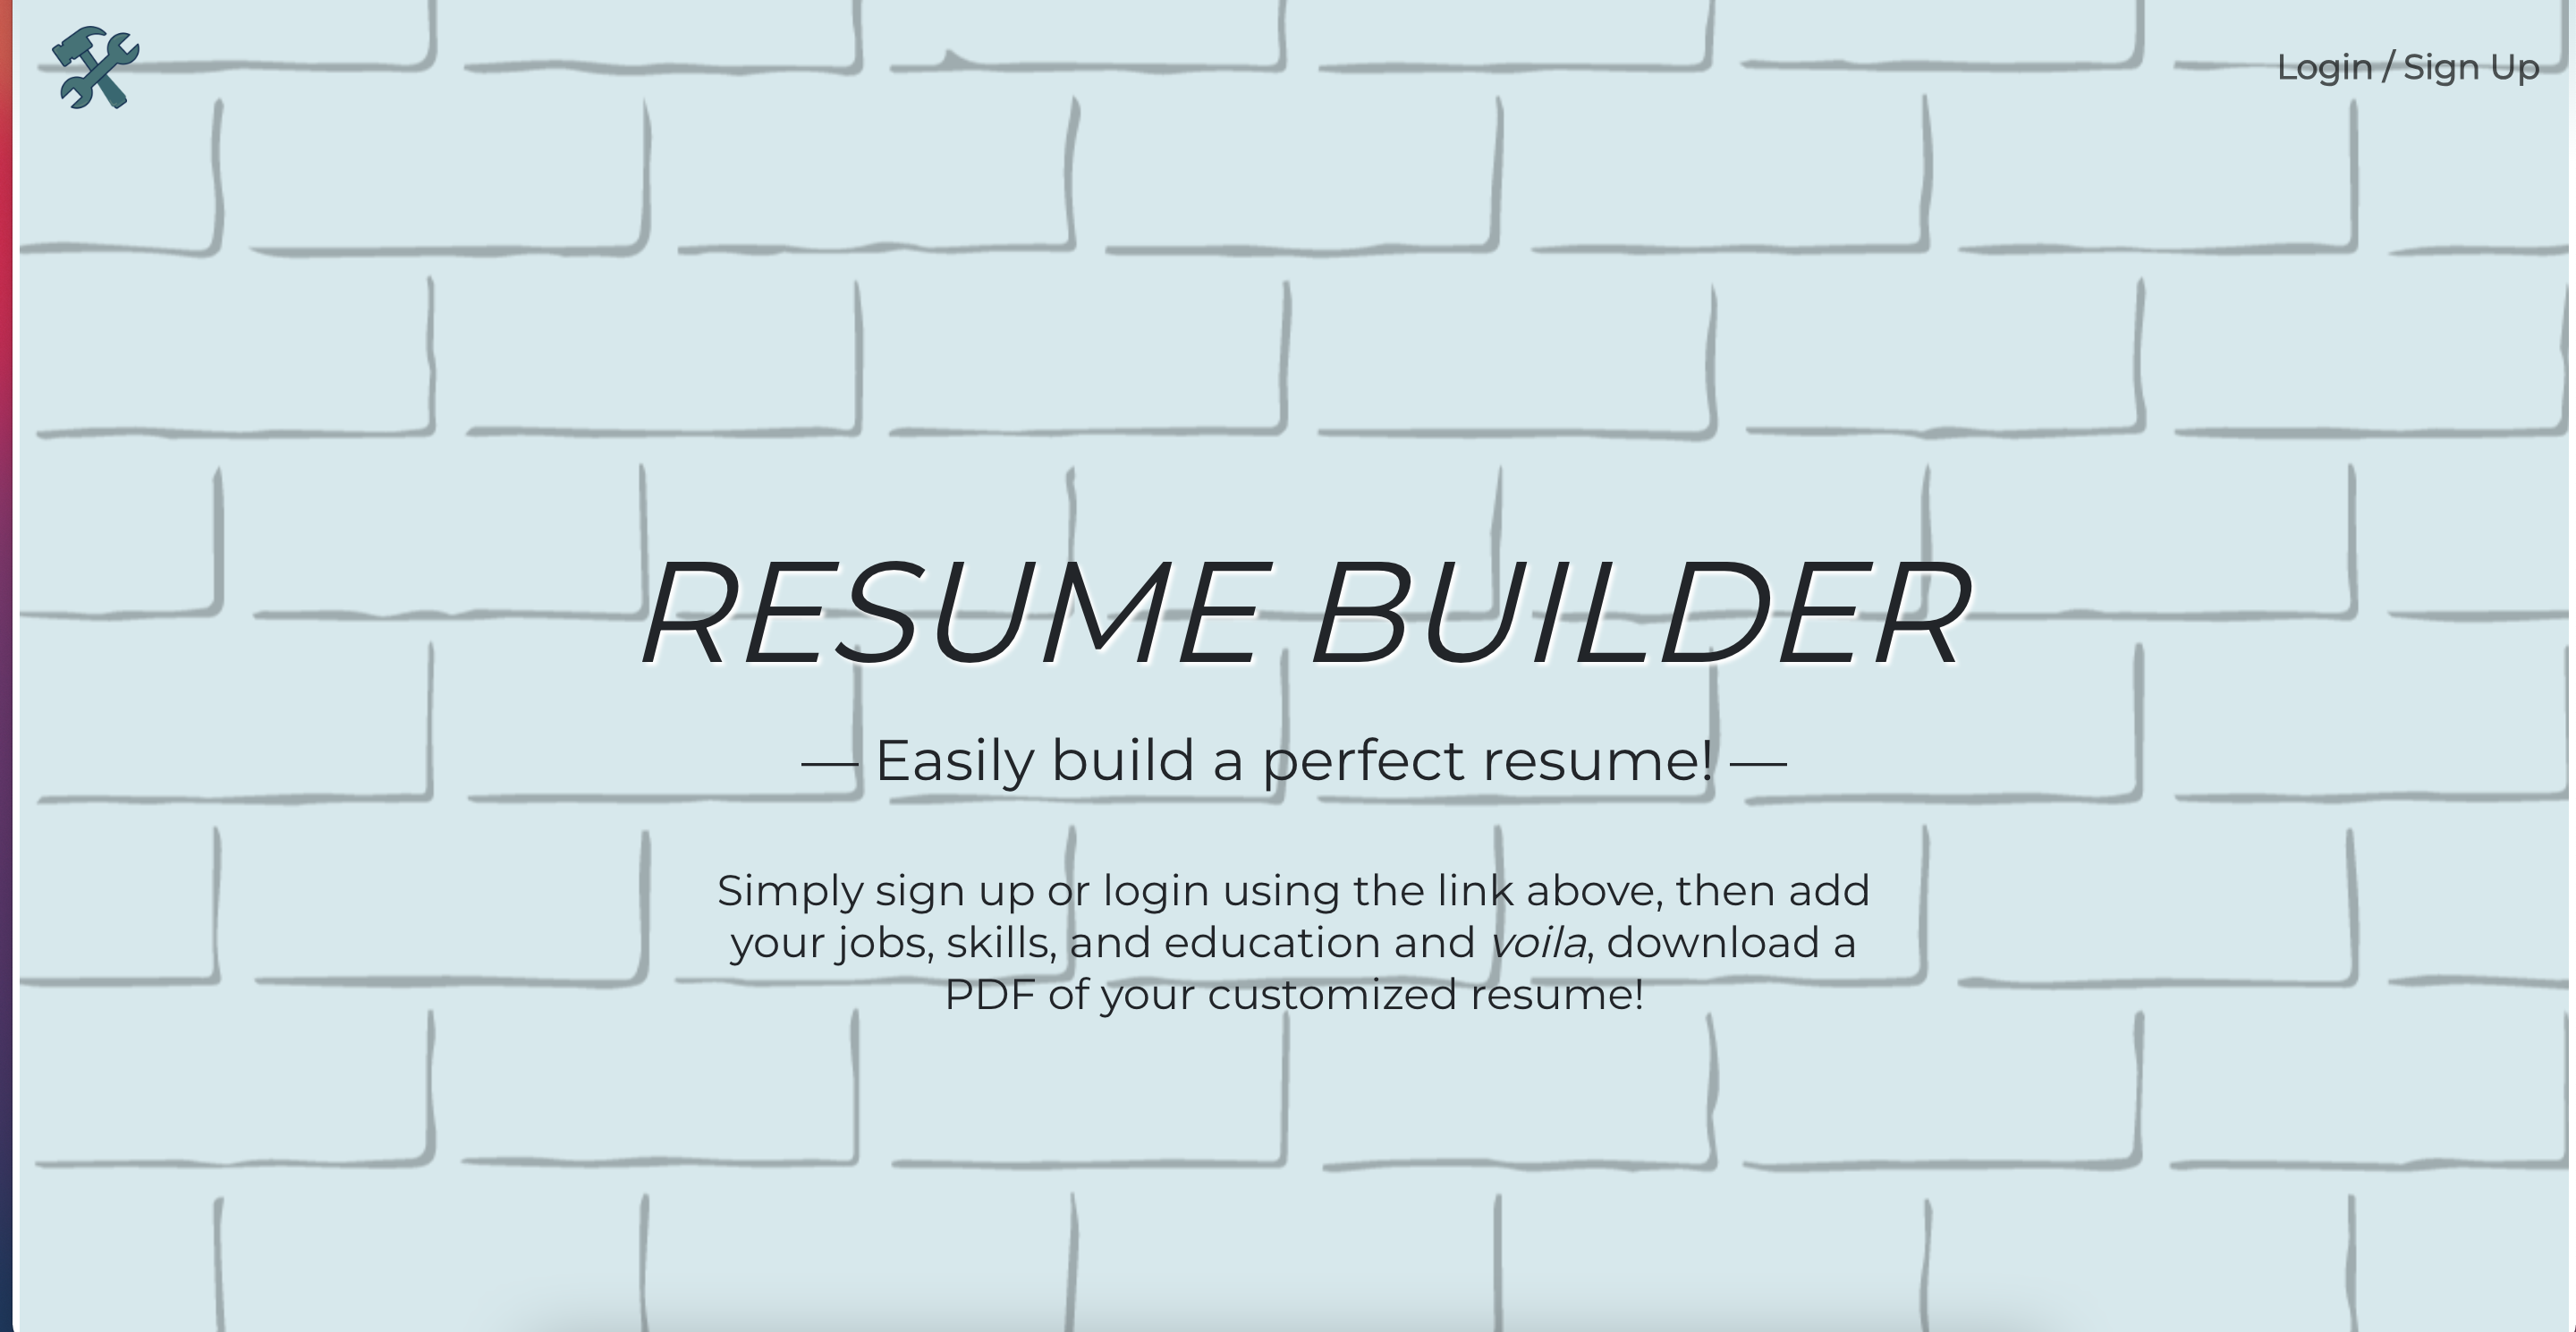 Login / Sign Up
RESUME BUILDER
— Easily build a perfect resume! —
Simply sign up or login using the link above, then add
your jobs, skills, and education and voila, download a
PDF of your customized resume!